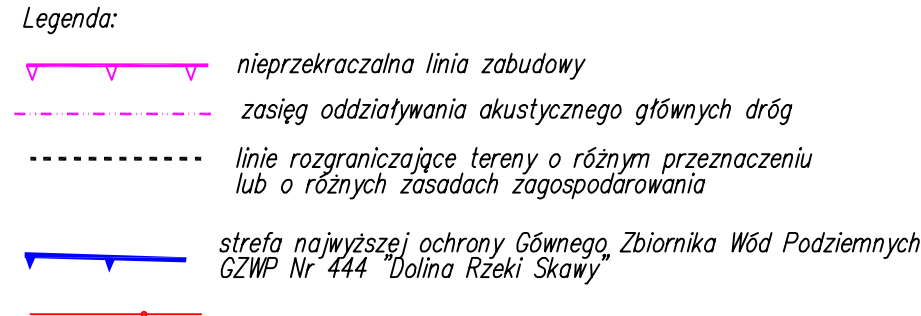 Legenda:
nieprzekraczalna linia zabudowy
zasięg oddziaływania akustycznego głównych dróg
linie rozgraniczające tereny o różnym przeznaczeniu
lub o różnych zasadach zagospodarowania
strefa najwyższej ochrony Gównego Zbiornika Wód Podziemnych
GZWP Nr 444 "Dolina Rzeki Skawy"